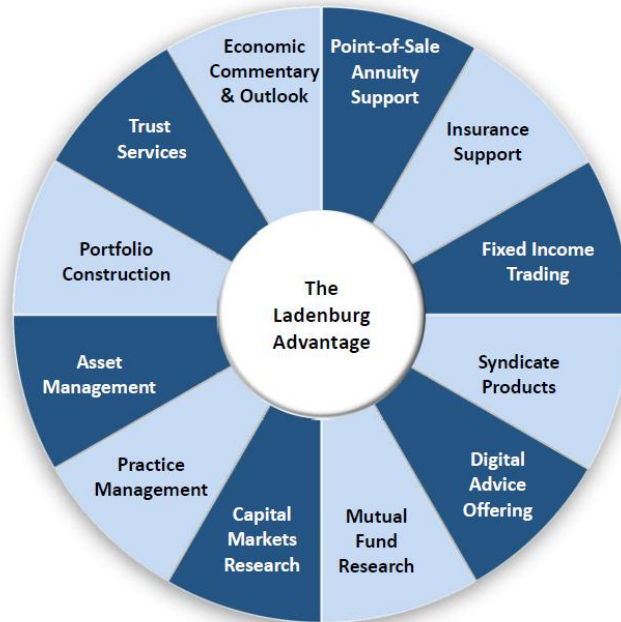 Economic
Commentary
& Outlook
Point-of-Sale
Annuity
Support
Insurance
Support
Fixed Income
Trading
Syndicate
Products
Digital
Advice
Offering
Mutual
Fund
Research
Capital
Markets
Research
Practice
Management
Asset
Management
Portfolio
Construction
Trust
Services
The
Ladenburg
Advantage